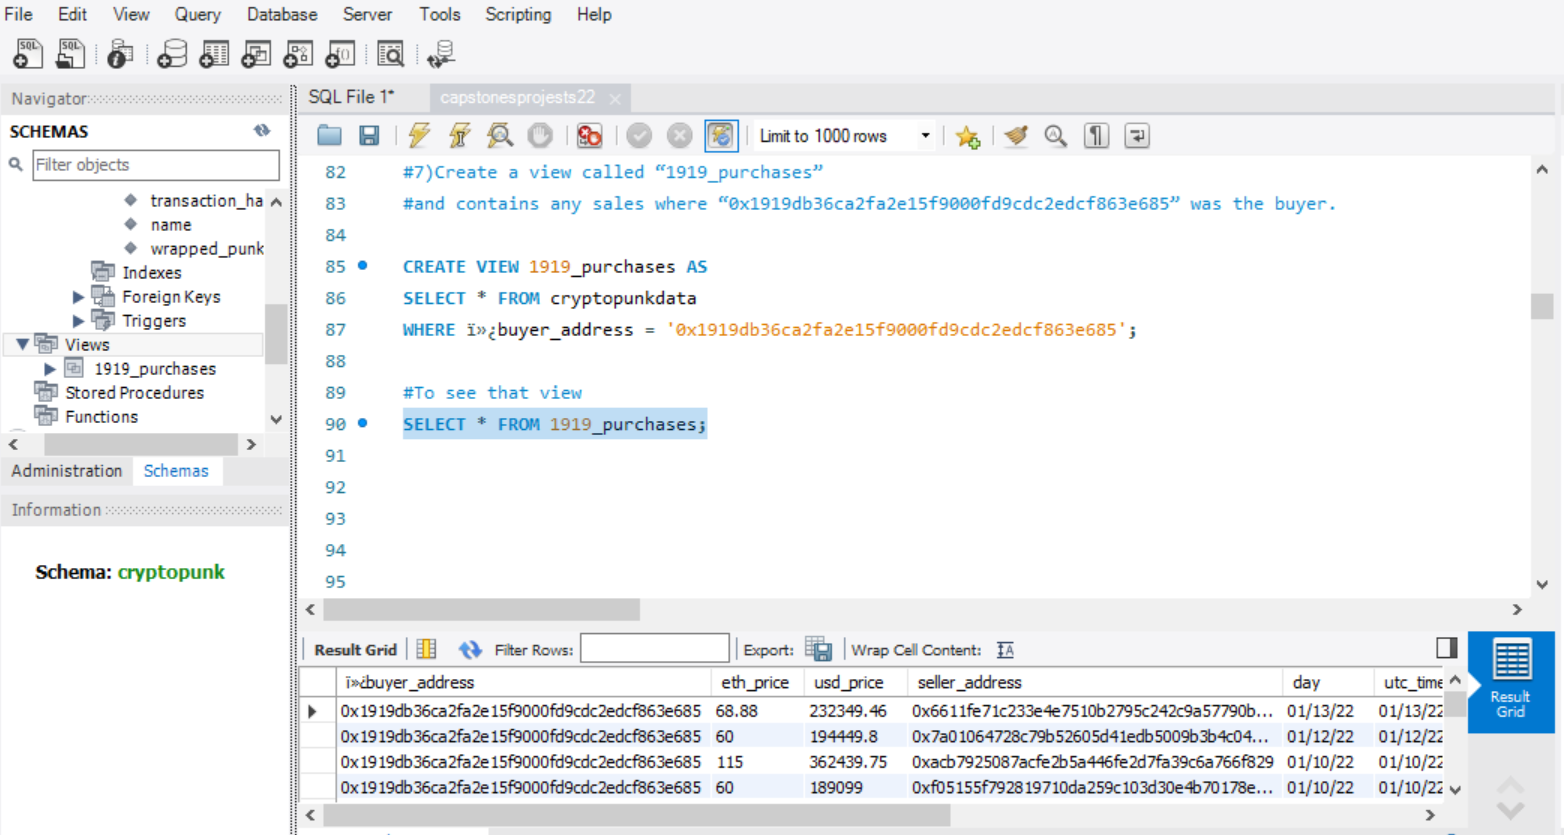 File Edit View Query Database Server Tools Scripting Help
Navigator
SCHEMAS
Filter objects
transaction_ha
name
wrapped_punk
Indexes
Foreign Keys
Triggers
Views
1919_purchases
Stored Procedures
Functions
Administration Schemas
Information
Schema: cryptopunk
SQL File 1* capstonesprojests22
Limit to 1000 rows
82 #7)Create a view called “1919_purchases”
83 #and contains any sales where “0x1919db36ca2fa2e15f9000fd9cdc2edcf863e685” was the buyer.
84
85 CREATE VIEW 1919_purchases AS
86 SELECT * FROM cryptopunkdata
87 WHERE ï»¿buyer_address = '0x1919db36ca2fa2e15f9000fd9cdc2edcf863e685';
88
89 #To see that view
90 SELECT * FROM 1919_purchases;
91
92
93
94
95
Result Grid Filter Rows: Export: Wrap Cell Content:
ï»¿buyer_address eth_price usd_price seller_address day utc_time
0x1919db36ca2fa2e15f9000fd9cdc2edcf863e685 68.88 232349.46 0x6611fe71c233e4e7510b2795c242c9a57790b... 01/13/22 01/13/22
0x1919db36ca2fa2e15f9000fd9cdc2edcf863e685 60 194449.8 0x7a01064728c79b52605d41edb5009b3b4c04... 01/12/22 01/12/22
0x1919db36ca2fa2e15f9000fd9cdc2edcf863e685 115 362439.75 0xacb7925087acfe2b5a446fe2d7fa39c6a766f829 01/10/22 01/10/22
0x1919db36ca2fa2e15f9000fd9cdc2edcf863e685 60 189099 0xf05155f792819710da259c103d30e4b70178e... 01/10/22 01/10/22
Result
Grid